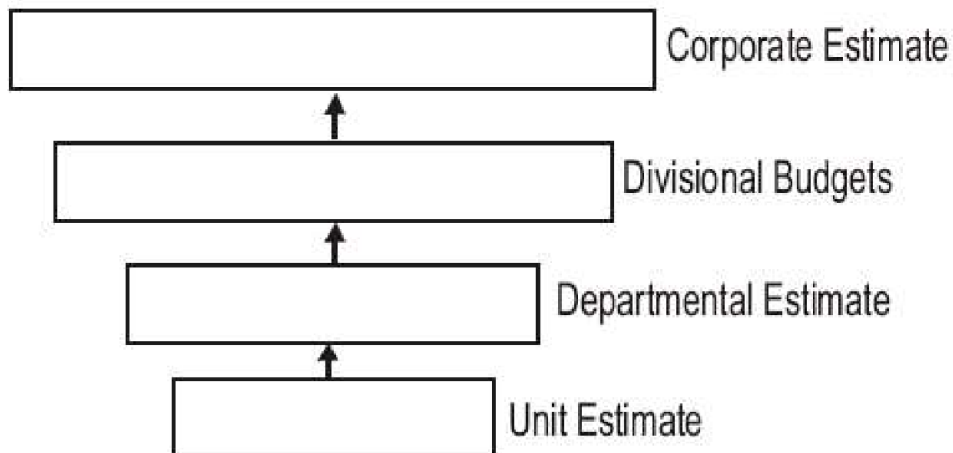 Corporate Estimate
Divisional Budgets
Departmental Estimate
Unit Estimate